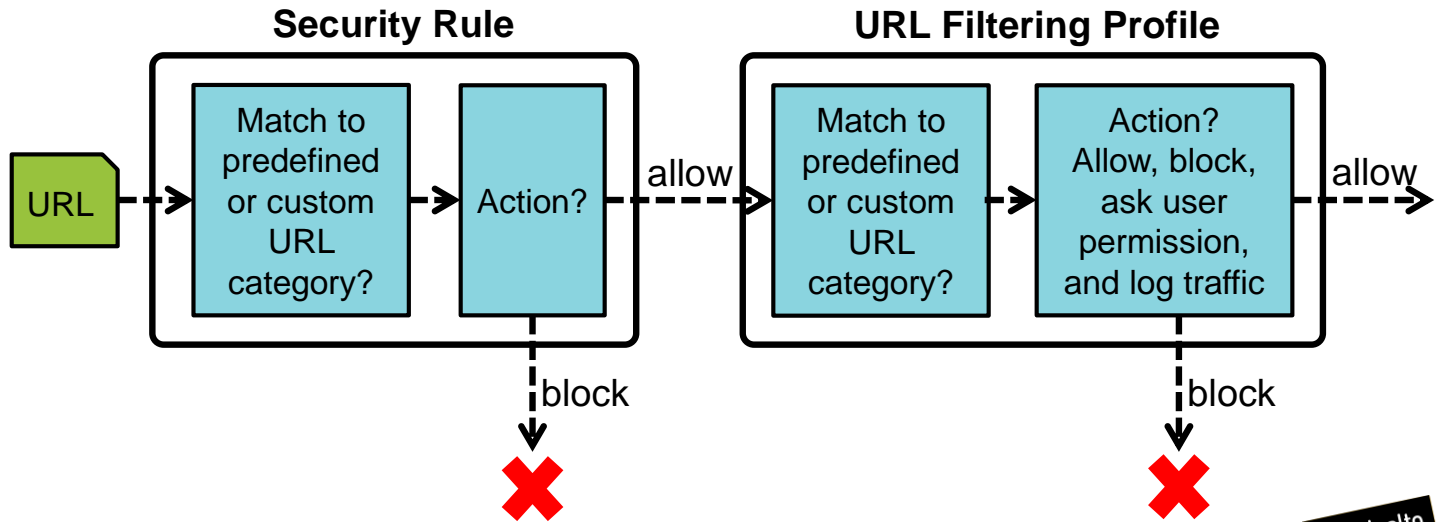 Security Rule
URL Filtering Profile
URL
Match to
predefined
or custom
URL
category?
Action?
allow
block
Match to
predefined
or custom
URL
category?
Action?
Allow, block,
ask user
permission,
and log traffic
allow
block